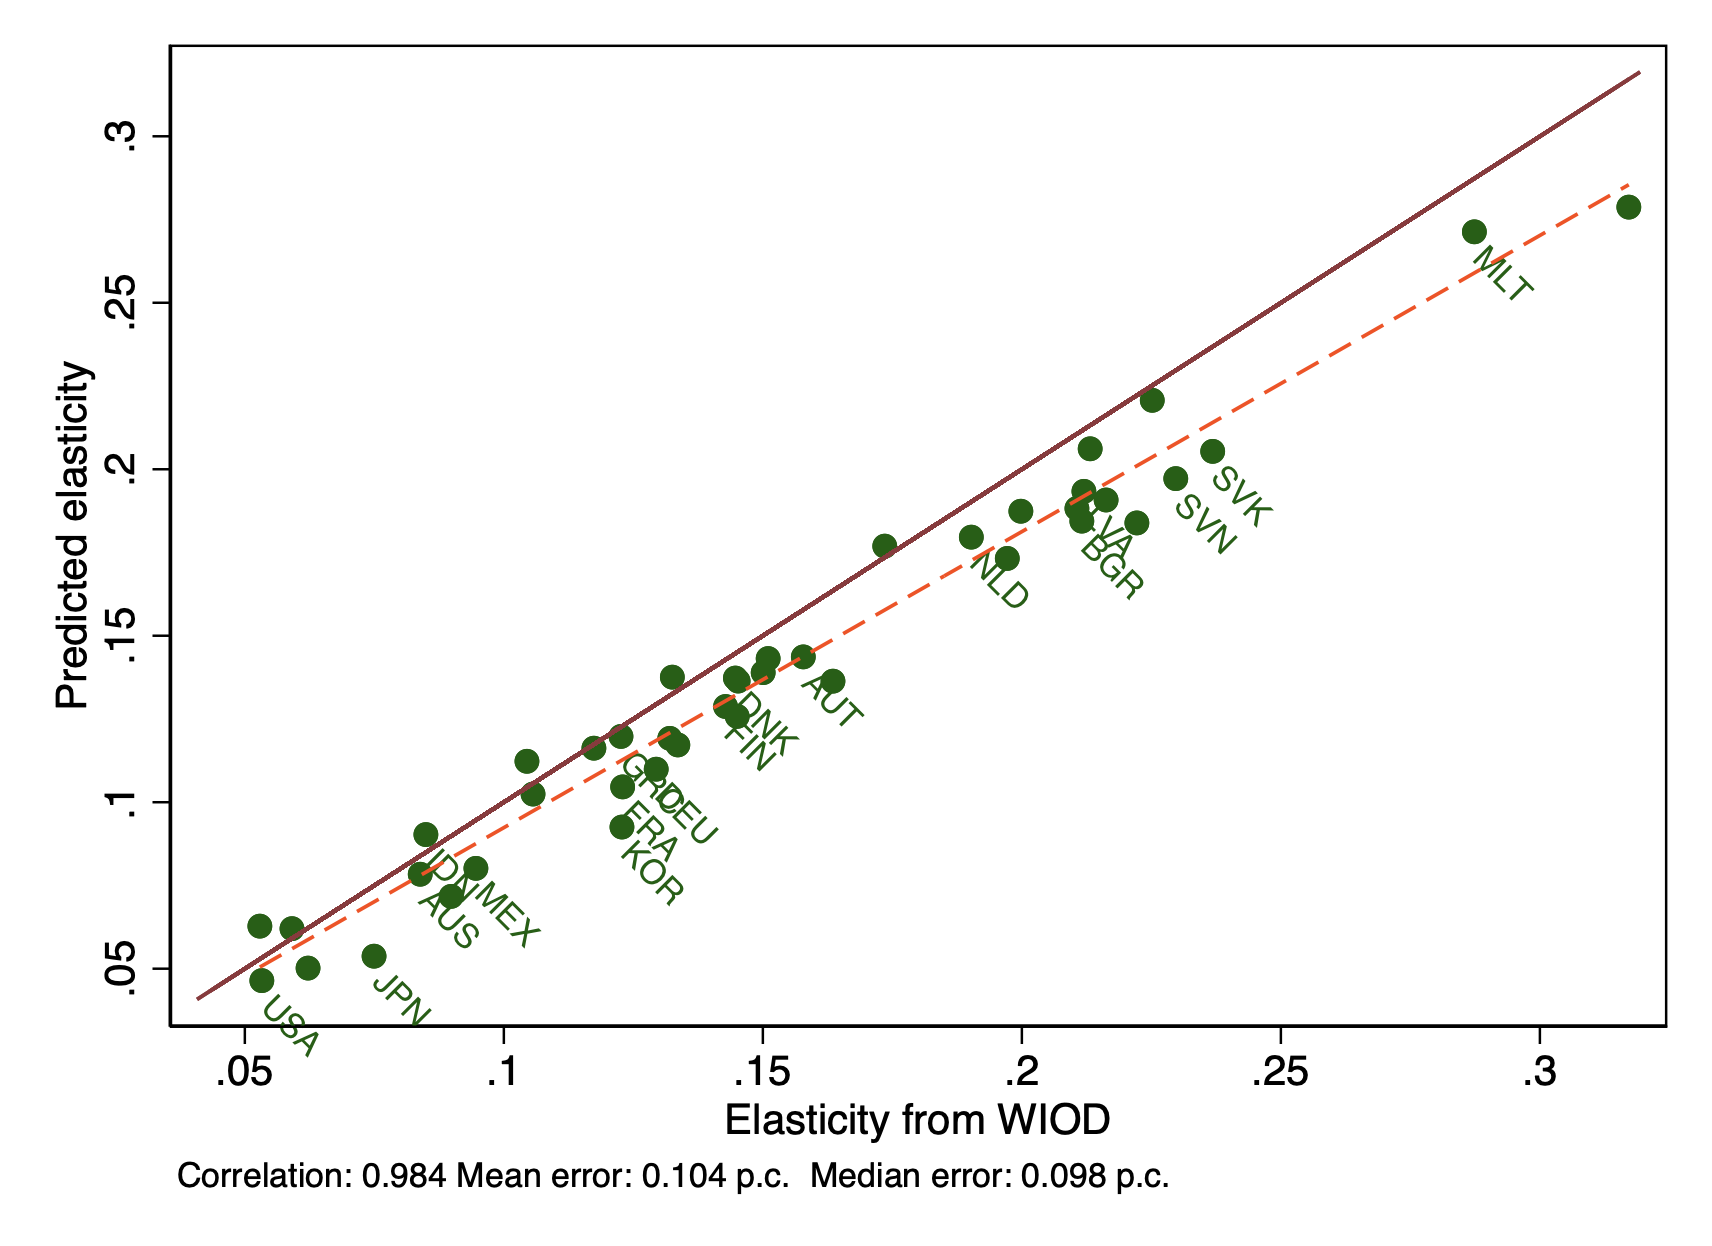 .3
.25
.2
.15
.1
.05
Predicted elasticity
MLT
SVK
SVN
BGR
NLD
AUT
DNK
FIN
GRC
DEU
FRA
KOR
IDN
MEX
AUS
JPN
USA
.05 .1 .15 .2 .25 .3
Elasticity from WIOD
Correlation: 0.984 Mean error: 0.104 p.c. Median error: 0.098 p.c.